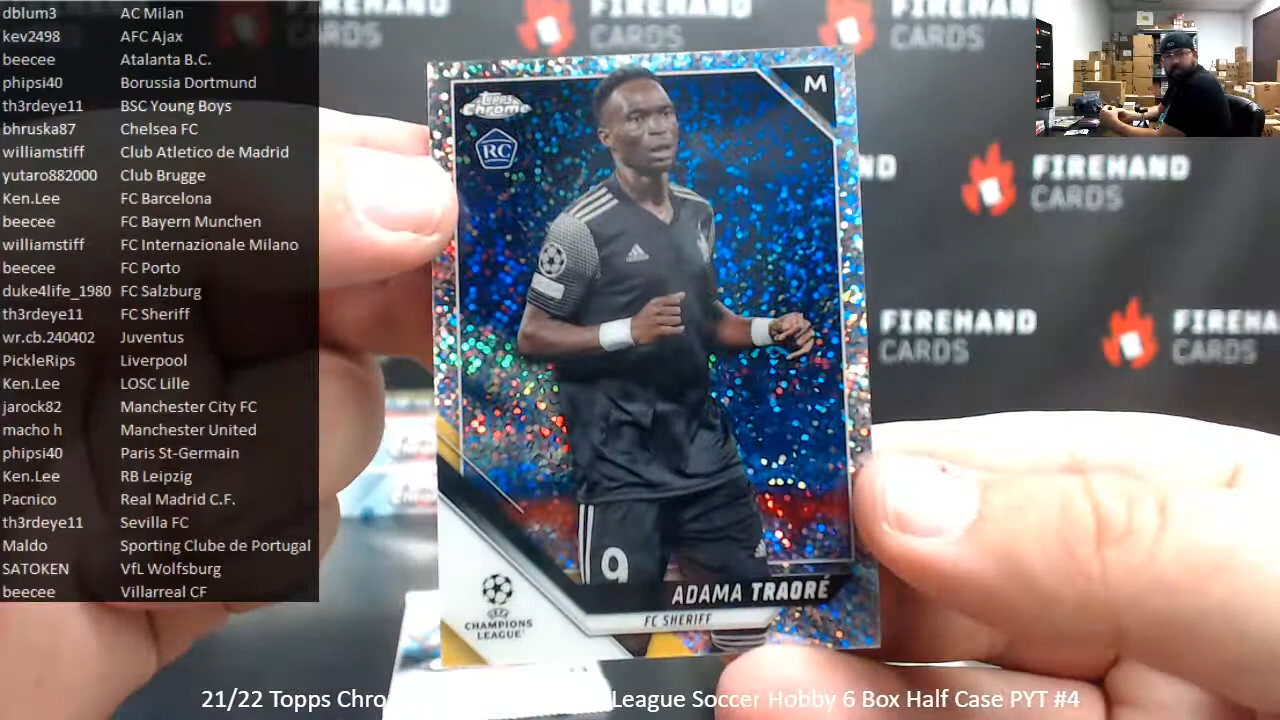 dblum3 AC Milan
kev2498 AFC Ajax
beecee Atalanta B.C.
phipsi40 Borussia Dortmund
th3rdeye11 BSC Young Boys
bhruska87 Chelsea FC
williamstiff Club Atletico de Madrid
yutaro882000 Club Brugge
Ken.Lee FC Barcelona
beecee FC Bayern Munchen
williamstiff FC Internazionale Milano
beecee FC Porto
duke4life_1980 FC Salzburg
th3rdeye11 FC Sheriff
wr.cb.240402 Juventus
PickleRips Liverpool
Ken.Lee LOSC Lille
jarock82 Manchester City FC
macho h Manchester United
phipsi40 Paris St-Germain
Ken.Lee RB Leipzig
Pacnico Real Madrid C.F.
th3rdeye11 Sevilla FC
Maldo Sporting Clube de Portugal
SATOKEN VfL Wolfsburg
beecee Villarreal CF
FIREHAND
CARDS
Topps
Chrome
RC
M
9
ADAMA TRAORÉ
FC SHERIFF
UEFA
CHAMPIONS
LEAGUE
FIREHAND
CARDS
FIREHAND
CARDS
FIREHAND
21/22 Topps Chro League Soccer Hobby 6 Box Half Case PYT #4